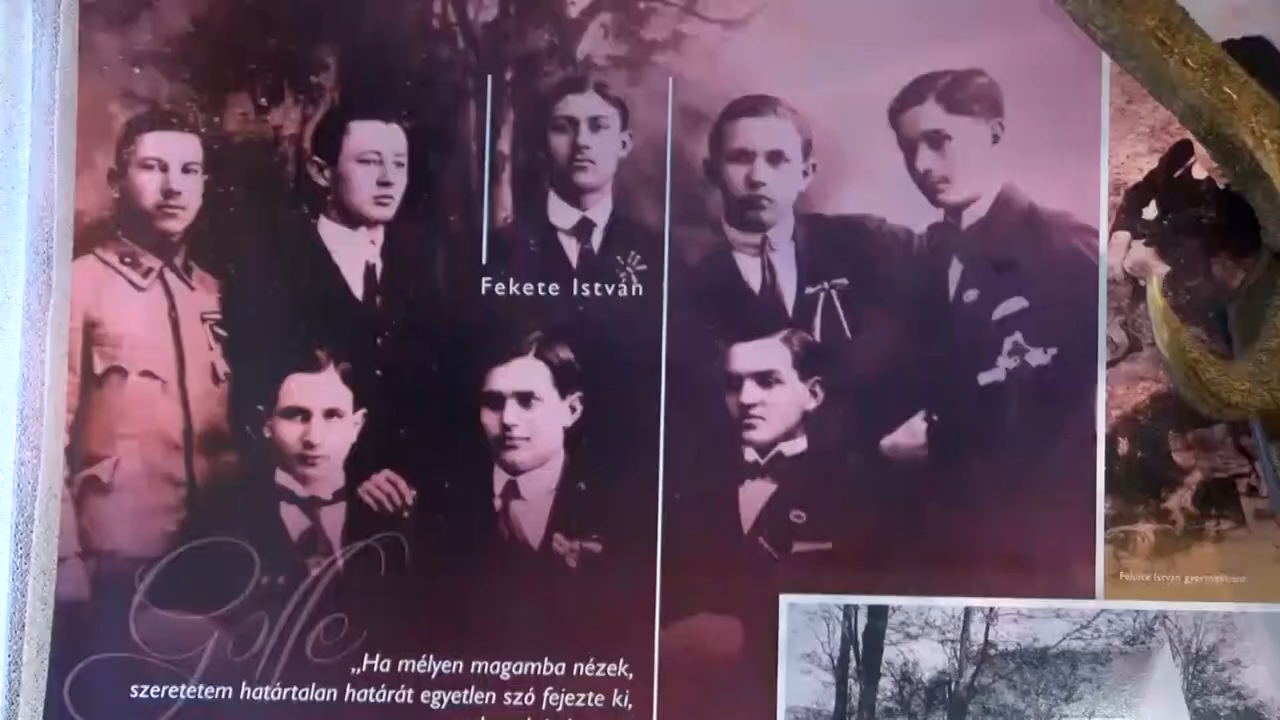 Fekete István
Fekete István gyermekkora
Gölle
„Ha mélyen magamba nézek,
szeretetem határtalan határát egyetlen szó fejezte ki,